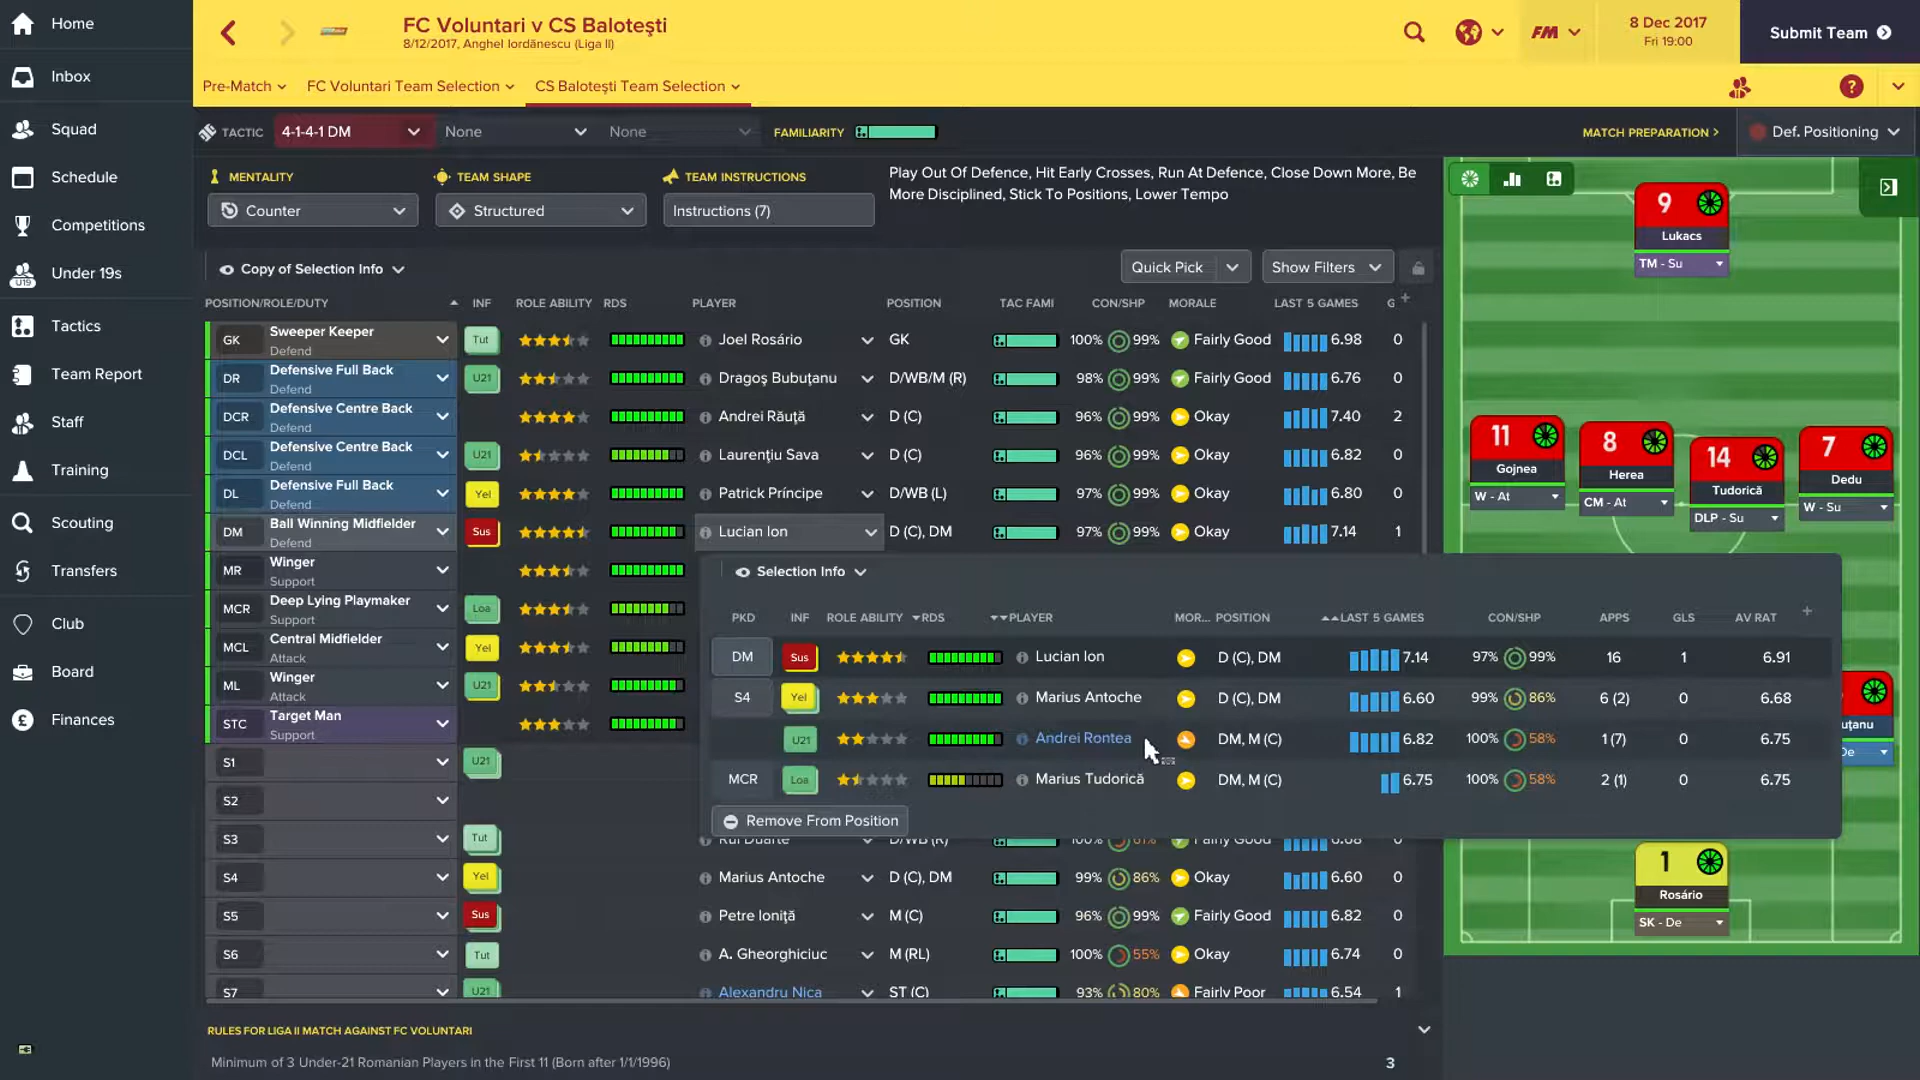 Home
Inbox
Squad
Schedule
Competitions
U19
Under 19s
Tactics
Team Report
Staff
Training
Scouting
Transfers
Club
Board
Finances
FC Voluntari v CS Baloteşti
8/12/2017, Anghel Iordănescu (Liga II)
FM
8 Dec 2017
Fri 19:00
Submit Team
Pre-Match
FC Voluntari Team Selection
CS Baloteşti Team Selection
?
TACTIC
4-1-4-1 DM
None
None
FAMILIARITY
MATCH PREPARATION >
Def. Positioning
MENTALITY
Counter
TEAM SHAPE
Structured
TEAM INSTRUCTIONS
Instructions (7)
Play Out Of Defence, Hit Early Crosses, Run At Defence, Close Down More, Be
More Disciplined, Stick To Positions, Lower Tempo
Copy of Selection Info
Quick Pick
Show Filters
POSITION/ROLE/DUTY INF ROLE ABILITY RDS PLAYER POSITION TAC FAMI CON/SHP MORALE LAST 5 GAMES G +
GK Sweeper Keeper Defend Tut Joel Rosário GK 100% 99% Fairly Good 6.98 0
DR Defensive Full Back Defend U21 Dragoş Bubuţanu D/WB/M (R) 98% 99% Fairly Good 6.76 0
DCR Defensive Centre Back Defend Andrei Răuţă D (C) 96% 99% Okay 7.40 2
DCL Defensive Centre Back Defend U21 Laurenţiu Sava D (C) 96% 99% Okay 6.82 0
DL Defensive Full Back Defend Yel Patrick Príncipe D/WB (L) 97% 99% Okay 6.80 0
DM Ball Winning Midfielder Defend Sus Lucian Ion D (C), DM 97% 99% Okay 7.14 1
MR Winger Support
MCR Deep Lying Playmaker Support Loa
MCL Central Midfielder Attack Yel
ML Winger Attack U21
STC Target Man Support
Selection Info
PKD INF ROLE ABILITY RDS PLAYER MOR... POSITION LAST 5 GAMES CON/SHP APPS GLS AV RAT +
DM Sus Lucian Ion D (C), DM 7.14 97% 99% 16 1 6.91
S4 Yel Marius Antoche D (C), DM 6.60 99% 86% 6 (2) 0 6.68
U21 Andrei Rontea DM, M (C) 6.82 100% 58% 1 (7) 0 6.75
MCR Loa Marius Tudorică DM, M (C) 6.75 100% 58% 2 (1) 0 6.75
Remove From Position
S1 U21
S2
S3 Tut Rui Duarte D/WB (R) 100% 61% Fairly Good 6.68 0
S4 Yel Marius Antoche D (C), DM 99% 86% Okay 6.60 0
S5 Sus Petre Ioniţă M (C) 96% 99% Fairly Good 6.82 0
S6 Tut A. Gheorghiciuc M (RL) 100% 55% Okay 6.74 0
S7 U21 Alexandru Nica ST (C) 93% 80% Fairly Poor 6.54 1
RULES FOR LIGA II MATCH AGAINST FC VOLUNTARI
Minimum of 3 Under-21 Romanian Players in the First 11 (Born after 1/1/1996) 3
9
Lukacs
TM - Su
11
Gojnea
W - At
8
Herea
CM - At
14
Tudorică
DLP - Su
7
Dedu
W - Su
uţanu
De
1
Rosário
SK - De